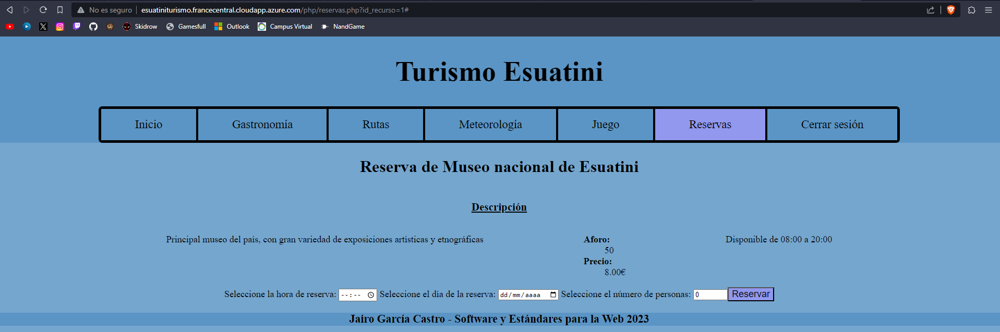 No es seguro esuatiniturismo.francecentral.cloudapp.azure.com/php/reservas.php?id_recurso=1#
Skidrow Gamesfull Outlook Campus Virtual NandGame
Turismo Esuatini
Inicio Gastronomía Rutas Meteorología Juego Reservas Cerrar sesión
Reserva de Museo nacional de Esuatini
Descripción
Principal museo del país, con gran variedad de exposiciones artísticas y etnográficas Aforo: Disponible de 08:00 a 20:00
50
Precio:
8.00€
Seleccione la hora de reserva: --:-- Seleccione el día de la reserva: dd/mm/aaaa Seleccione el número de personas: 0 Reservar
Jairo García Castro - Software y Estándares para la Web 2023